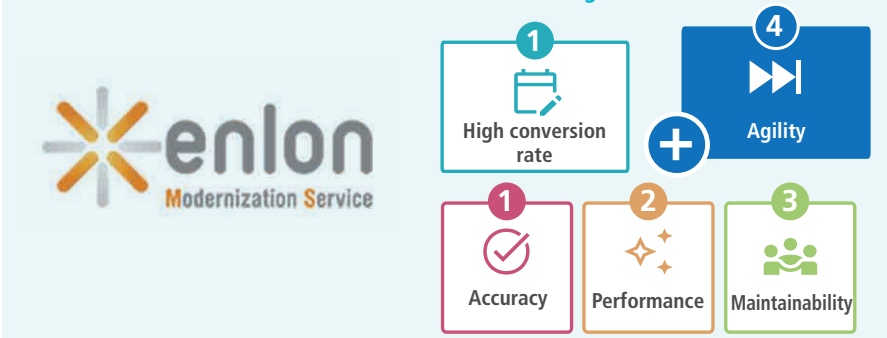 enlon
Modernization Service
1
High conversion
rate
4
Agility
1
Accuracy
2
Performance
3
Maintainability